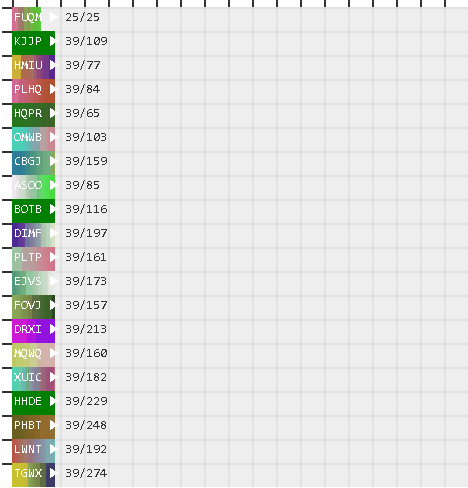 FUQM 25/25
KJJP 39/109
HMIU 39/77
PLHQ 39/84
HQPR 39/65
OMWB 39/103
CBGJ 39/159
ASOO 39/85
BOTB 39/116
DIMF 39/197
PLTP 39/161
EJVS 39/173
FOVJ 39/157
DRXI 39/213
MQWQ 39/160
XUIC 39/182
HHDE 39/229
PHBT 39/248
LWNT 39/192
TGWX 39/274